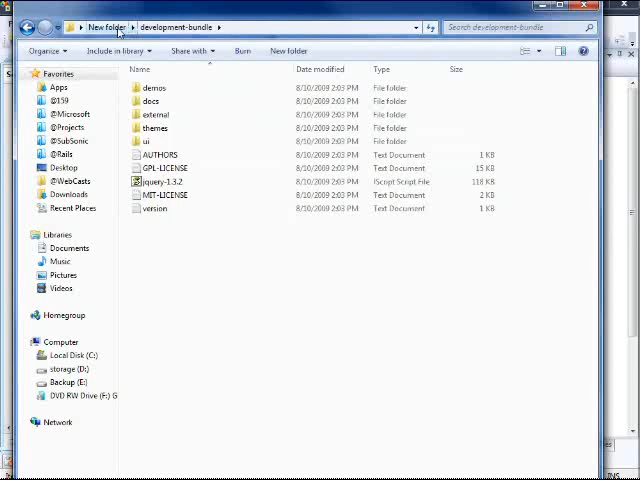 New folder development-bundle Search development-bundle
Organize Include in library Share with Burn New folder
Name Date modified Type Size
Favorites
Apps
@159
@Microsoft
@Projects
@SubSonic
@Rails
Desktop
@WebCasts
Downloads
Recent Places
Libraries
Documents
Music
Pictures
Videos
Homegroup
Computer
Local Disk (C:)
storage (D:)
Backup (E:)
DVD RW Drive (F:) G
Network
demos 8/10/2009 2:03 PM File folder
docs 8/10/2009 2:03 PM File folder
external 8/10/2009 2:03 PM File folder
themes 8/10/2009 2:03 PM File folder
ui 8/10/2009 2:03 PM File folder
AUTHORS 8/10/2009 2:03 PM Text Document 1 KB
GPL-LICENSE 8/10/2009 2:03 PM Text Document 15 KB
jquery-1.3.2 8/10/2009 2:03 PM JScript Script File 118 KB
MIT-LICENSE 8/10/2009 2:03 PM Text Document 2 KB
version 8/10/2009 2:03 PM Text Document 1 KB
INS